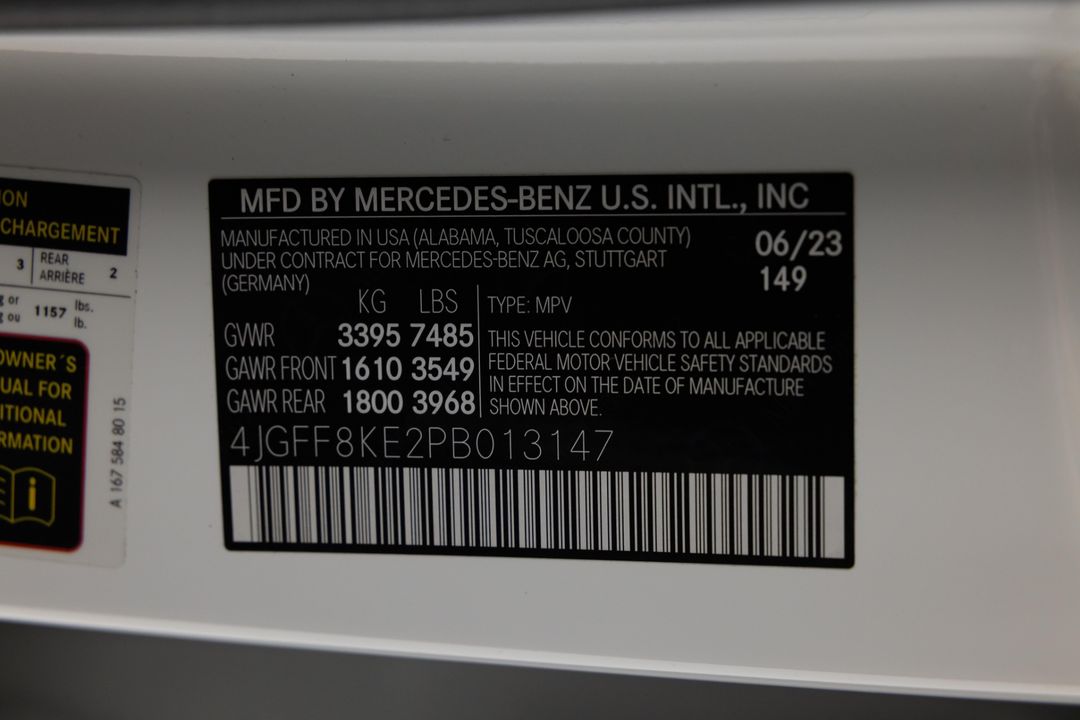 ION
CHARGEMENT
3 REAR ARRIÈRE 2
g or
g ou
1157 lbs.
lb.
OWNER´S
UAL FOR
ITIONAL
RMATION
A 167 584 80 15
MFD BY MERCEDES-BENZ U.S. INTL., INC
MANUFACTURED IN USA (ALABAMA, TUSCALOOSA COUNTY)
UNDER CONTRACT FOR MERCEDES-BENZ AG, STUTTGART
(GERMANY)
06/23
149
KG LBS
GVWR 3395 7485
GAWR FRONT 1610 3549
GAWR REAR 1800 3968
TYPE: MPV
THIS VEHICLE CONFORMS TO ALL APPLICABLE
FEDERAL MOTOR VEHICLE SAFETY STANDARDS
IN EFFECT ON THE DATE OF MANUFACTURE
SHOWN ABOVE.
4JGFF8KE2PB013147